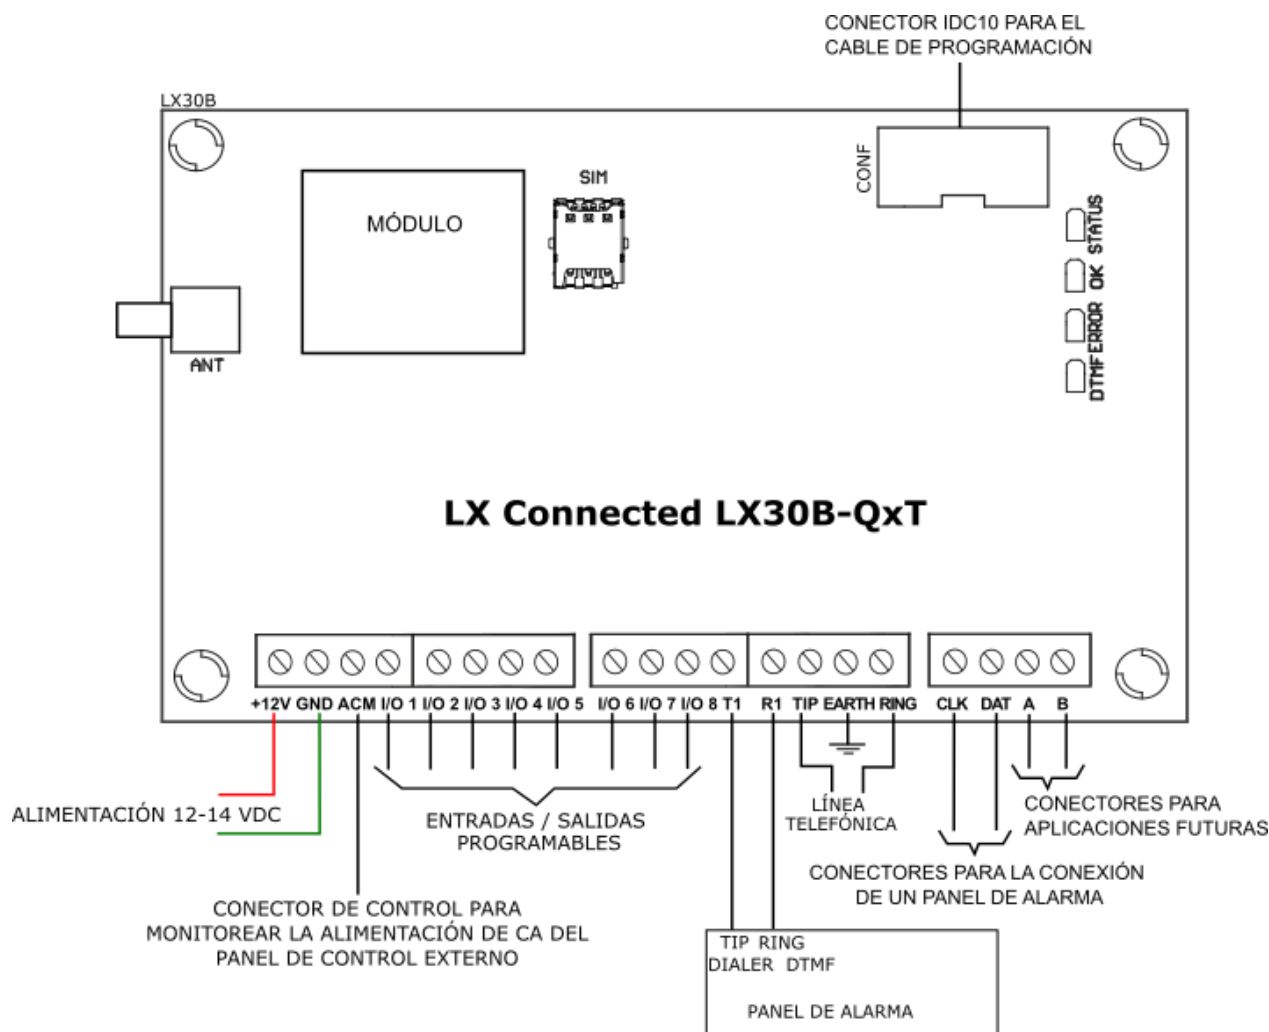 CONECTOR IDC10 PARA EL
CABLE DE PROGRAMACIÓN
LX30B
CONF
SIM
MÓDULO
STATUS
OK
ERROR
DTMF
ANT
LX Connected LX30B-QxT
+12V GND ACM I/O 1 I/O 2 I/O 3 I/O 4 I/O 5 I/O 6 I/O 7 I/O 8 T1 R1 TIP EARTH RING CLK DAT A B
ALIMENTACIÓN 12-14 VDC
ENTRADAS / SALIDAS
PROGRAMABLES
LÍNEA
TELEFÓNICA
CONECTORES PARA
APLICACIONES FUTURAS
CONECTORES PARA LA CONEXIÓN
DE UN PANEL DE ALARMA
CONECTOR DE CONTROL PARA
MONITOREAR LA ALIMENTACIÓN DE CA DEL
PANEL DE CONTROL EXTERNO
TIP RING
DIALER DTMF
PANEL DE ALARMA